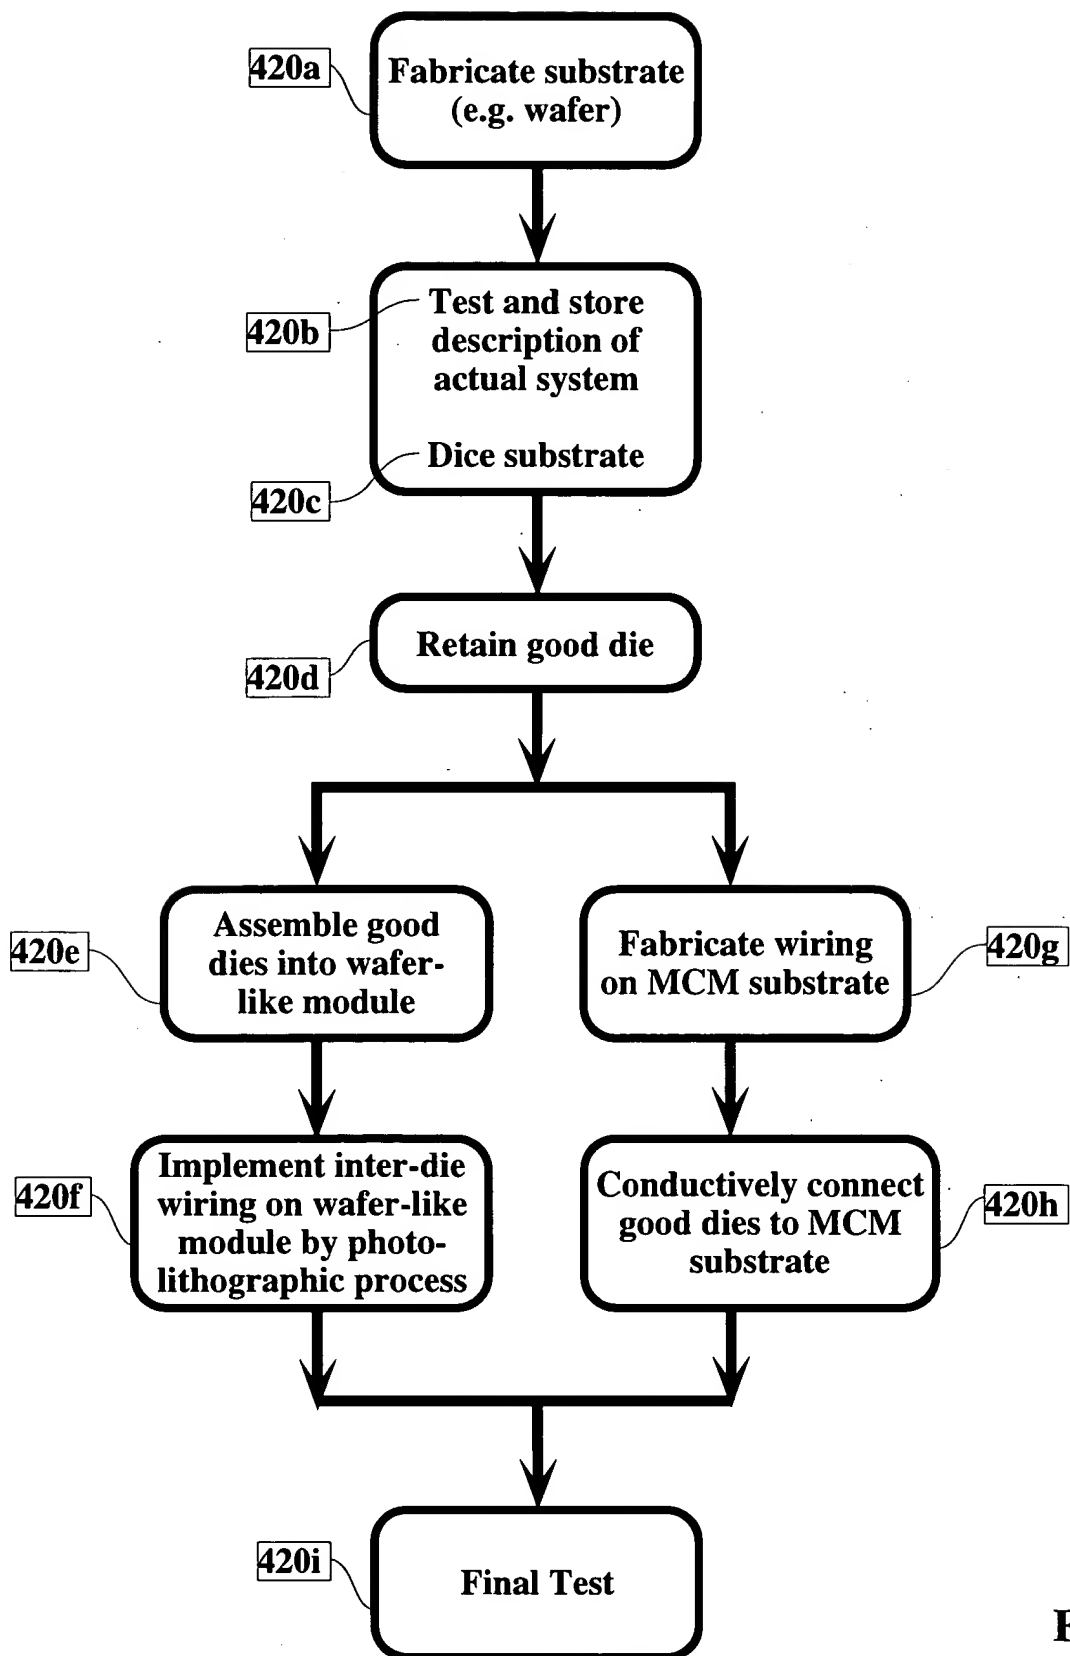 420a
Fabricate substrate
(e.g. wafer)
420b
Test and store
description of
actual system
Dice substrate
420c
Retain good die
420d
Assemble good
dies into wafer-
like module
420e
Fabricate wiring
on MCM substrate
420g
Implement inter-die
wiring on wafer-like
module by photo-
lithographic process
420f
Conductively connect
good dies to MCM
substrate
420h
420i
Final Test